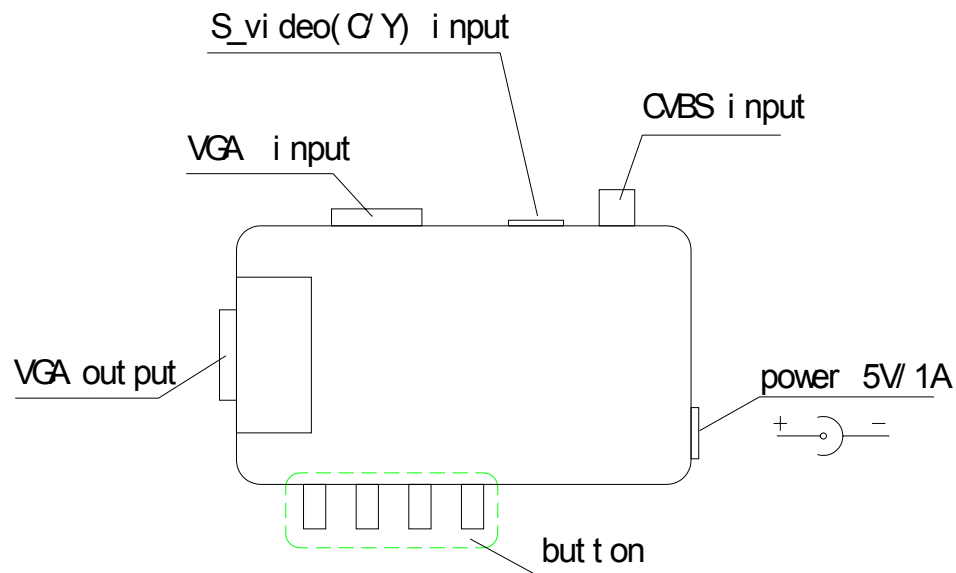 S_video(C/Y) input
CVBS input
VGA input
VGA output
power 5V/1A
+ −
button